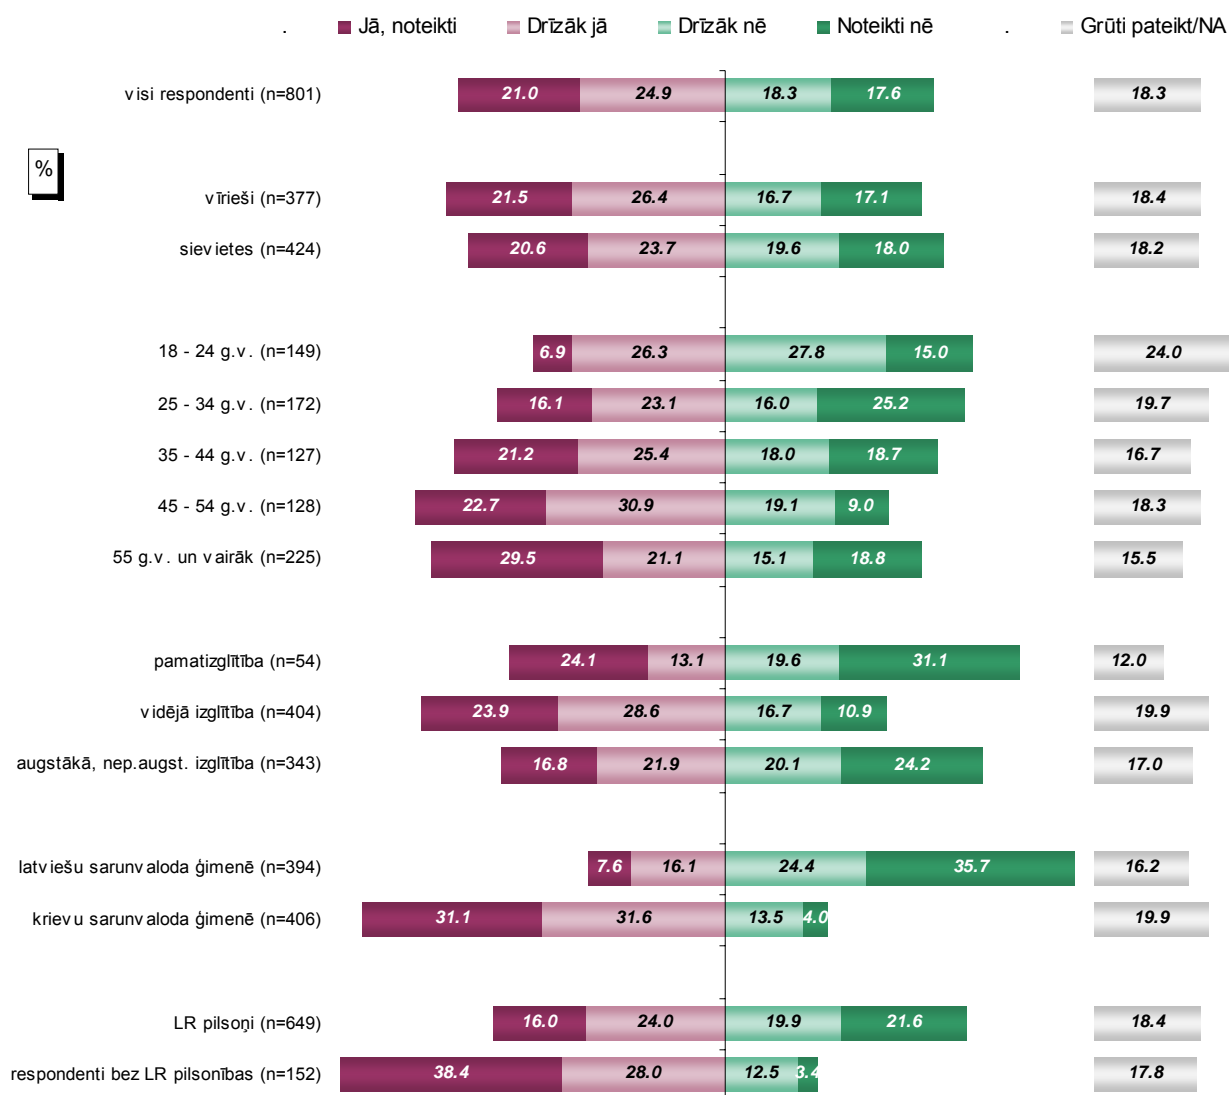 . Jā, noteikti Drīzāk jā Drīzāk nē Noteikti nē . Grūti pateikt/NA
visi respondenti (n=801) 21.0 24.9 18.3 17.6 18.3
%
vīrieši (n=377) 21.5 26.4 16.7 17.1 18.4
sievietes (n=424) 20.6 23.7 19.6 18.0 18.2
18 - 24 g.v. (n=149) 6.9 26.3 27.8 15.0 24.0
25 - 34 g.v. (n=172) 16.1 23.1 16.0 25.2 19.7
35 - 44 g.v. (n=127) 21.2 25.4 18.0 18.7 16.7
45 - 54 g.v. (n=128) 22.7 30.9 19.1 9.0 18.3
55 g.v. un vairāk (n=225) 29.5 21.1 15.1 18.8 15.5
pamatizglītība (n=54) 24.1 13.1 19.6 31.1 12.0
vidējā izglītība (n=404) 23.9 28.6 16.7 10.9 19.9
augstākā, nep.augst. izglītība (n=343) 16.8 21.9 20.1 24.2 17.0
latviešu sarunvaloda ģimenē (n=394) 7.6 16.1 24.4 35.7 16.2
krievu sarunvaloda ģimenē (n=406) 31.1 31.6 13.5 4.0 19.9
LR pilsoņi (n=649) 16.0 24.0 19.9 21.6 18.4
respondenti bez LR pilsonības (n=152) 38.4 28.0 12.5 3.4 17.8